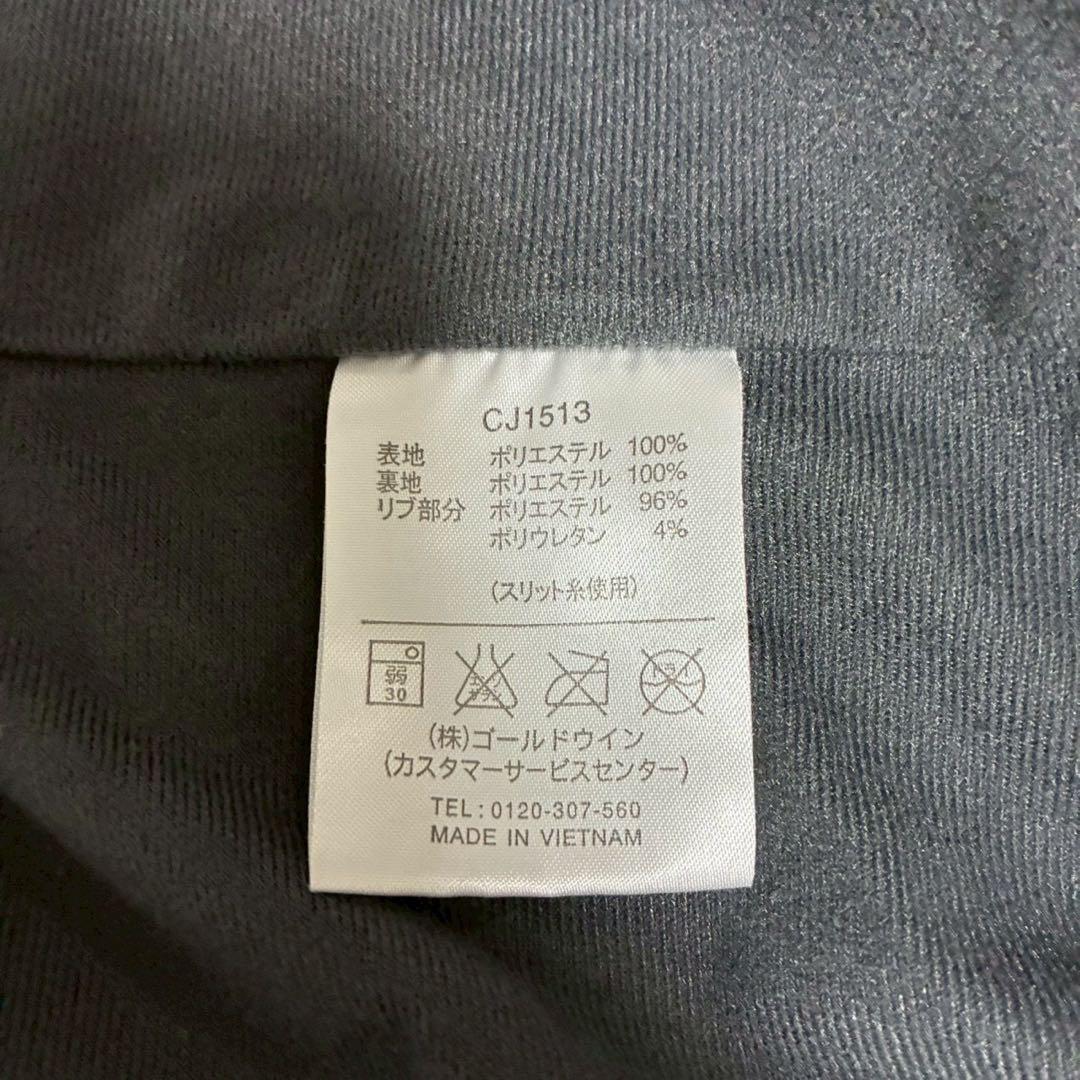 CJ1513
表地 ポリエステル 100%
裏地 ポリエステル 100%
リブ部分 ポリエステル 96%
ポリウレタン 4%
(スリット糸使用)
弱
30
(株)ゴールドウイン
(カスタマーサービスセンター)
TEL:0120-307-560
MADE IN VIETNAM